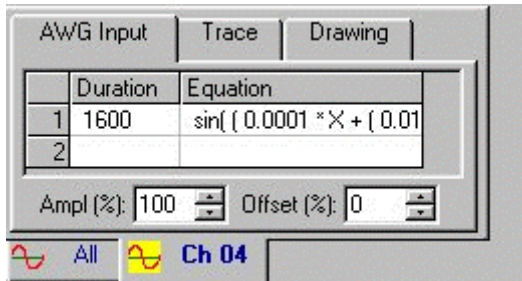 AWG Input Trace Drawing
Duration Equation
1 1600 sin( ( 0.0001 * X + ( 0.01
2
Ampl (%): 100 Offset (%): 0
All Ch 04